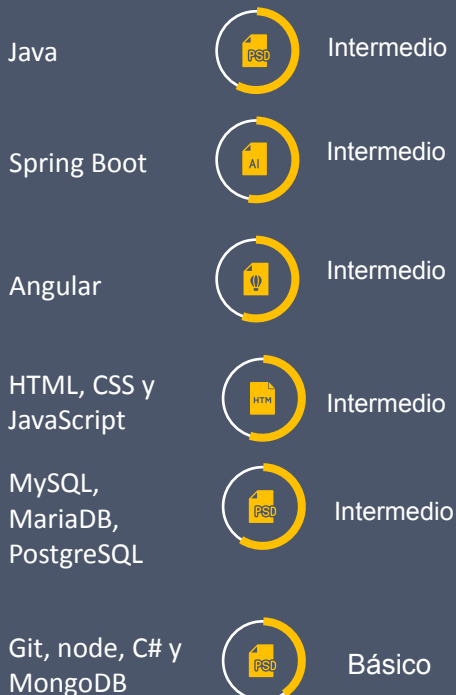 Java
PSD
Intermedio
Spring Boot
AI
Intermedio
Angular
Intermedio
HTML, CSS y
JavaScript
HTM
Intermedio
MySQL,
MariaDB,
PostgreSQL
PSD
Intermedio
Git, node, C# y
MongoDB
PSD
Básico